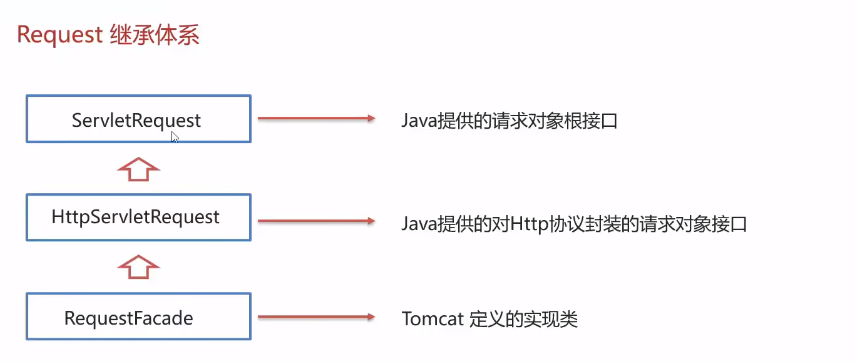 Request 继承体系
ServletRequest
Java提供的请求对象根接口
HttpServletRequest
Java提供的对Http协议封装的请求对象接口
RequestFacade
Tomcat 定义的实现类